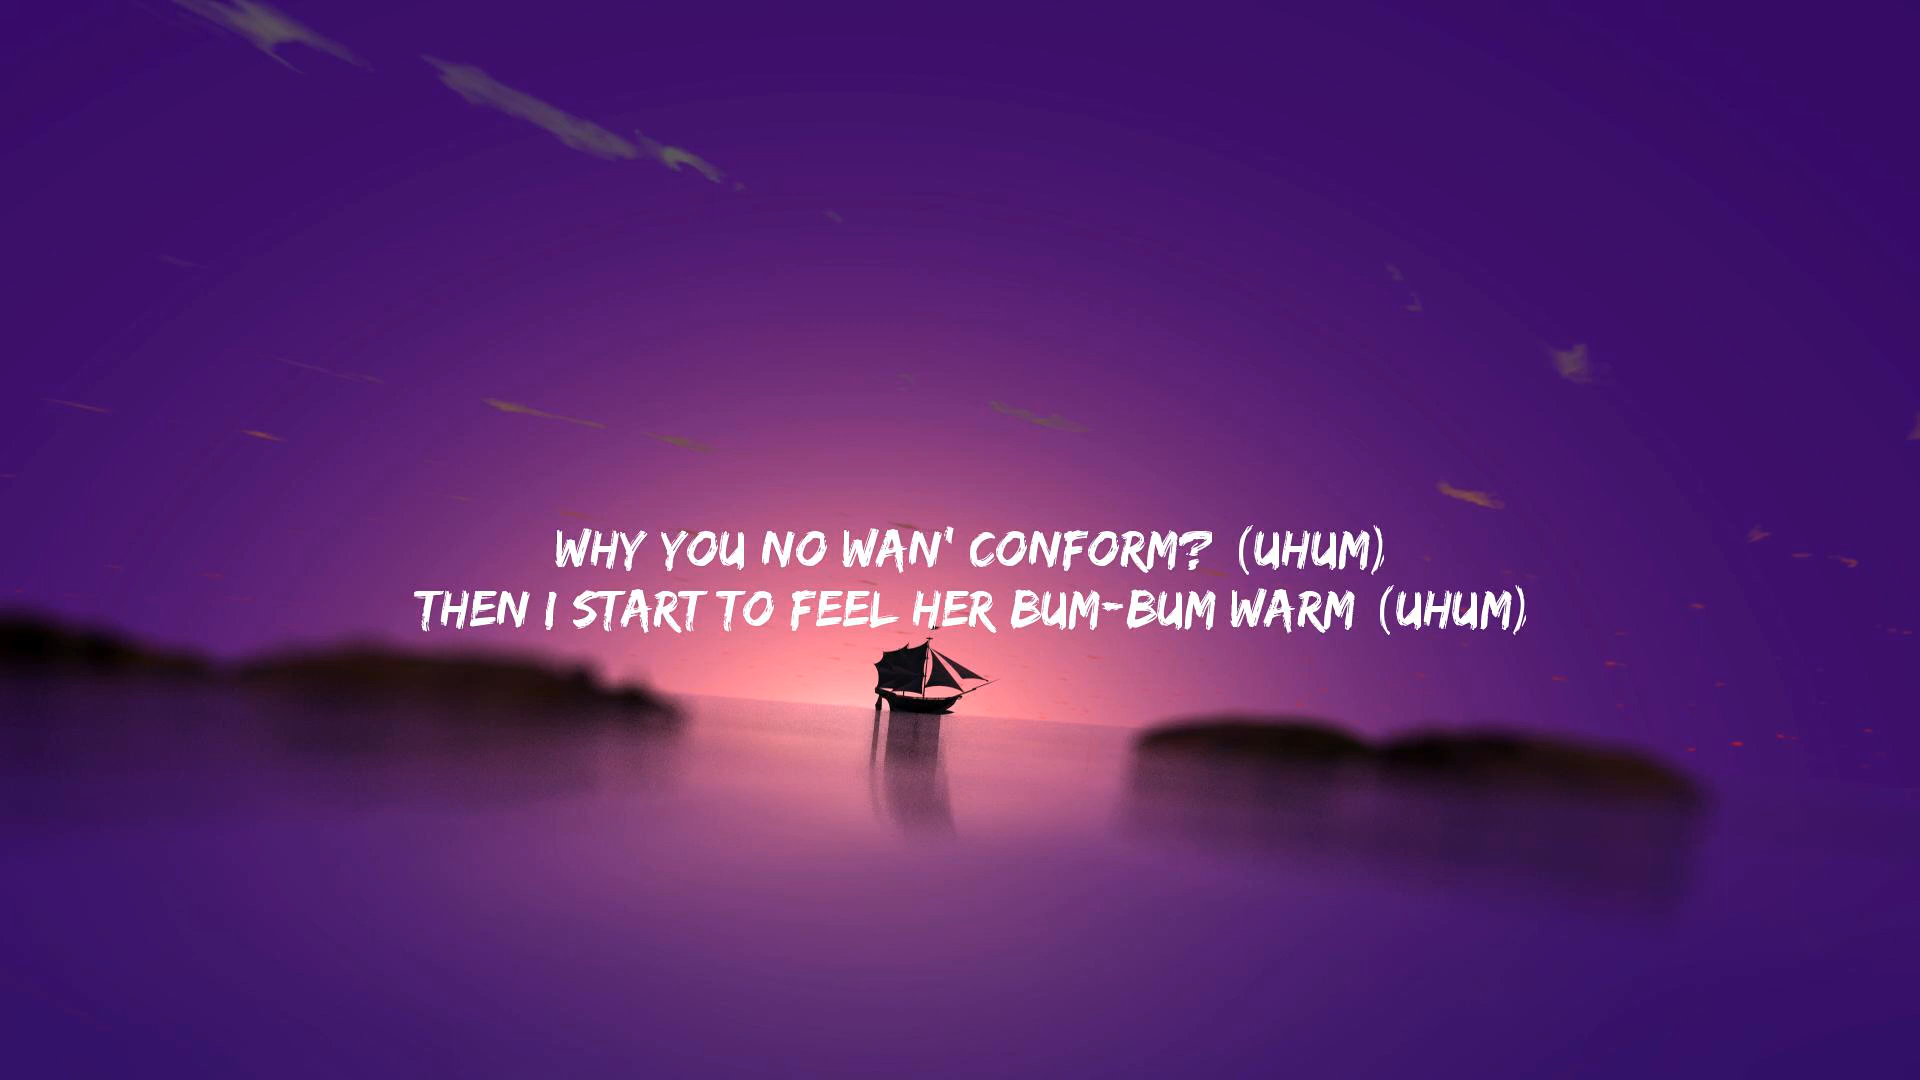 WHY YOU NO WAN' CONFORM? (UHUM)
THEN I START TO FEEL HER BUM-BUM WARM (UHUM)